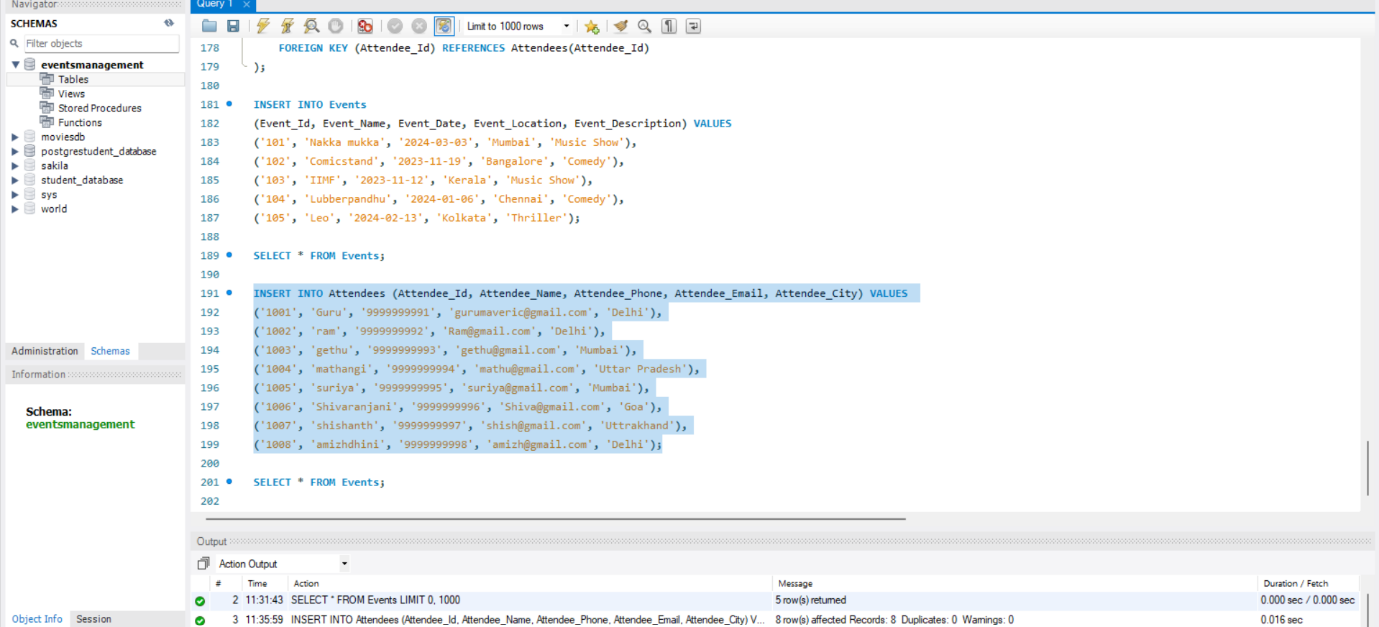 Navigator
Query 1
SCHEMAS
Filter objects
eventsmanagement
Tables
Views
Stored Procedures
Functions
moviesdb
postgrestudent_database
sakila
student_database
sys
world
Administration Schemas
Information
Schema:
eventsmanagement
Object Info Session
Limit to 1000 rows
178 FOREIGN KEY (Attendee_Id) REFERENCES Attendees(Attendee_Id)
179 );
180
181 INSERT INTO Events
182 (Event_Id, Event_Name, Event_Date, Event_Location, Event_Description) VALUES
183 ('101', 'Nakka mukka', '2024-03-03', 'Mumbai', 'Music Show'),
184 ('102', 'Comicstand', '2023-11-19', 'Bangalore', 'Comedy'),
185 ('103', 'IIMF', '2023-11-12', 'Kerala', 'Music Show'),
186 ('104', 'Lubberpandhu', '2024-01-06', 'Chennai', 'Comedy'),
187 ('105', 'Leo', '2024-02-13', 'Kolkata', 'Thriller');
188
189 SELECT * FROM Events;
190
191 INSERT INTO Attendees (Attendee_Id, Attendee_Name, Attendee_Phone, Attendee_Email, Attendee_City) VALUES
192 ('1001', 'Guru', '9999999991', 'gurumaveric@gmail.com', 'Delhi'),
193 ('1002', 'ram', '9999999992', 'Ram@gmail.com', 'Delhi'),
194 ('1003', 'gethu', '9999999993', 'gethu@gmail.com', 'Mumbai'),
195 ('1004', 'mathangi', '9999999994', 'mathu@gmail.com', 'Uttar Pradesh'),
196 ('1005', 'suriya', '9999999995', 'suriya@gmail.com', 'Mumbai'),
197 ('1006', 'Shivaranjani', '9999999996', 'Shiva@gmail.com', 'Goa'),
198 ('1007', 'shishanth', '9999999997', 'shish@gmail.com', 'Uttrakhand'),
199 ('1008', 'amizhdhini', '9999999998', 'amizh@gmail.com', 'Delhi');
200
201 SELECT * FROM Events;
202
Output
Action Output
# Time Action Message Duration / Fetch
2 11:31:43 SELECT * FROM Events LIMIT 0, 1000 5 row(s) returned 0.000 sec / 0.000 sec
3 11:35:59 INSERT INTO Attendees (Attendee_Id, Attendee_Name, Attendee_Phone, Attendee_Email, Attendee_City) V... 8 row(s) affected Records: 8 Duplicates: 0 Warnings: 0 0.016 sec